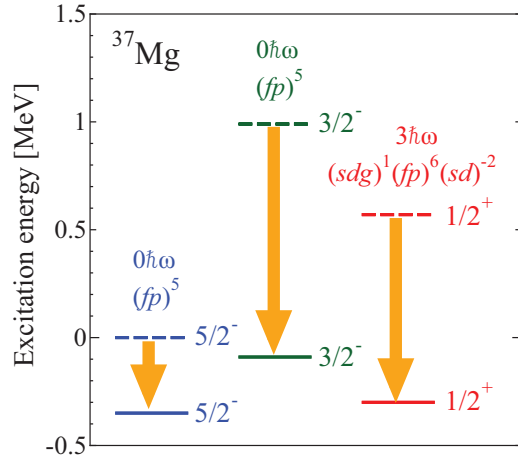 Excitation energy [MeV]
1.5
1
0.5
0
-0.5
³⁷Mg
0ħω
(fp)⁵
5/2⁻
5/2⁻
0ħω
(fp)⁵
3/2⁻
3/2⁻
3ħω
(sdg)¹(fp)⁶(sd)⁻²
1/2⁺
1/2⁺